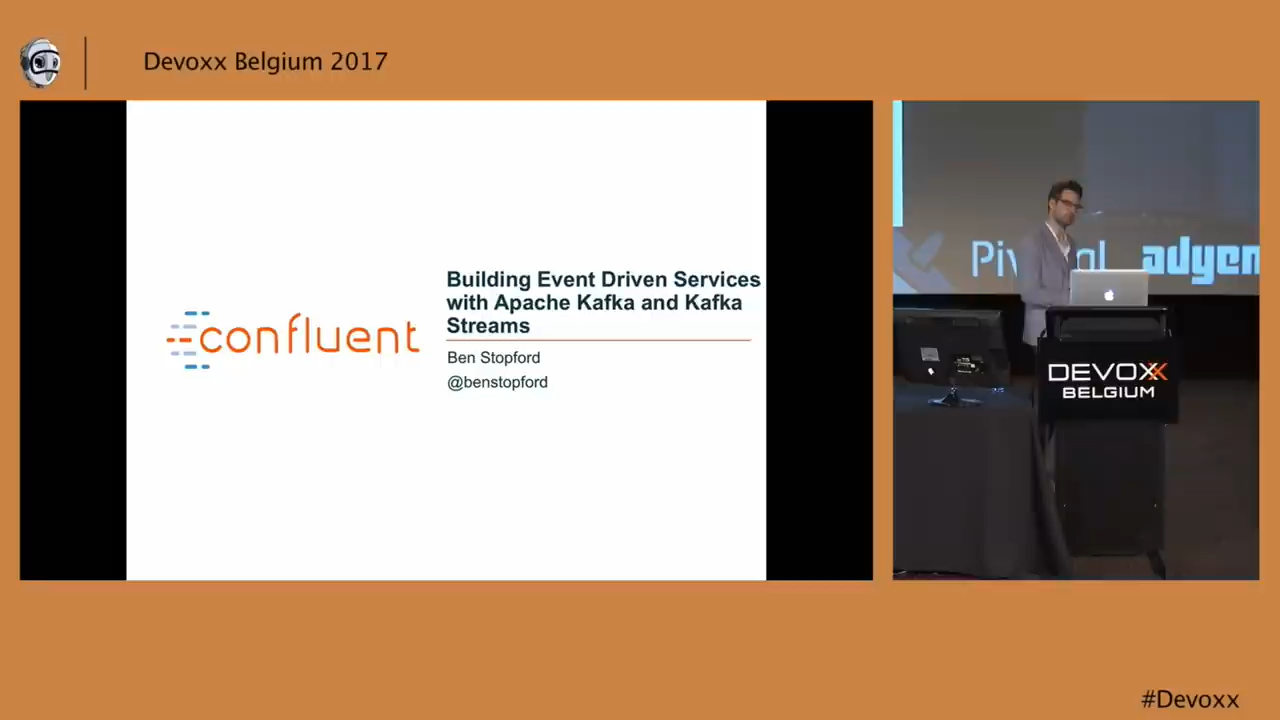 Devoxx Belgium 2017
confluent
Building Event Driven Services
with Apache Kafka and Kafka
Streams
Ben Stopford
@benstopford
adyen
DEVOXX
BELGIUM
#Devoxx